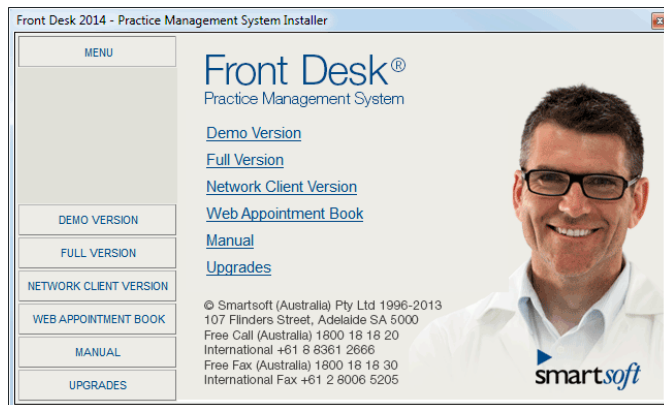 Front Desk 2014 - Practice Management System Installer
MENU
DEMO VERSION
FULL VERSION
NETWORK CLIENT VERSION
WEB APPOINTMENT BOOK
MANUAL
UPGRADES
Front Desk®
Practice Management System
Demo Version
Full Version
Network Client Version
Web Appointment Book
Manual
Upgrades
© Smartsoft (Australia) Pty Ltd 1996-2013
107 Flinders Street, Adelaide SA 5000
Free Call (Australia) 1800 18 18 20
International +61 8 8361 2666
Free Fax (Australia) 1800 18 18 30
International Fax +61 2 8006 5205
smartsoft